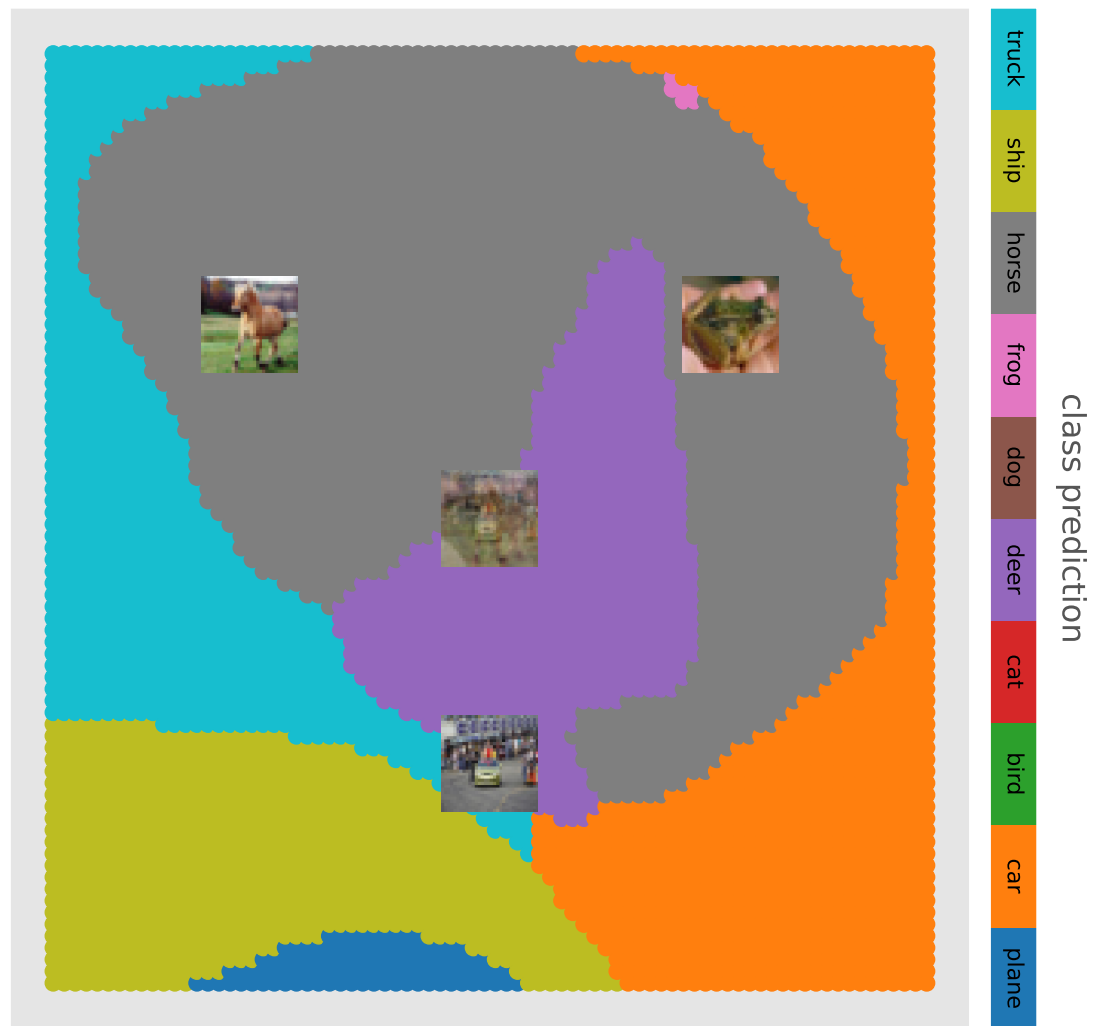 truck
ship
horse
frog
dog
deer
cat
bird
car
plane
class prediction